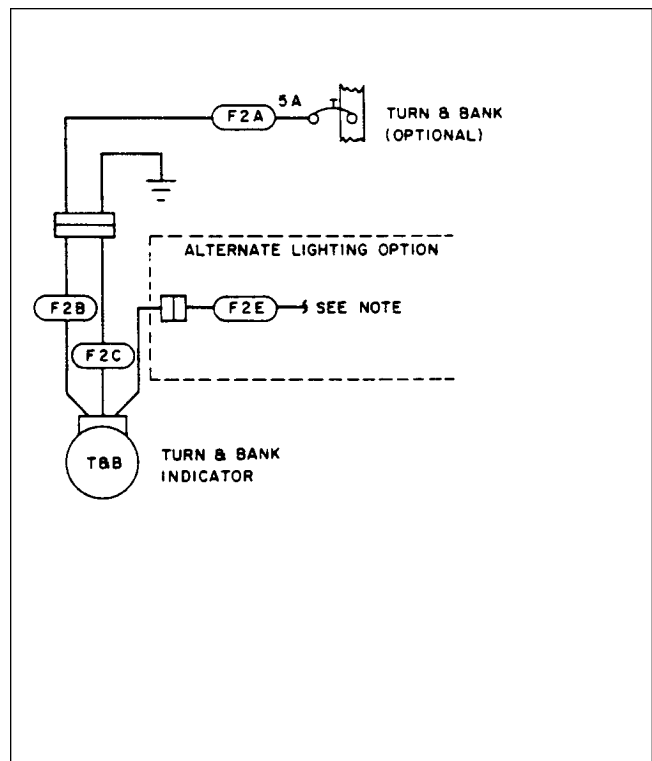 5A
T
F2A
TURN & BANK
(OPTIONAL)
ALTERNATE LIGHTING OPTION
F2B
F2E
SEE NOTE
F2C
T&B
TURN & BANK
INDICATOR